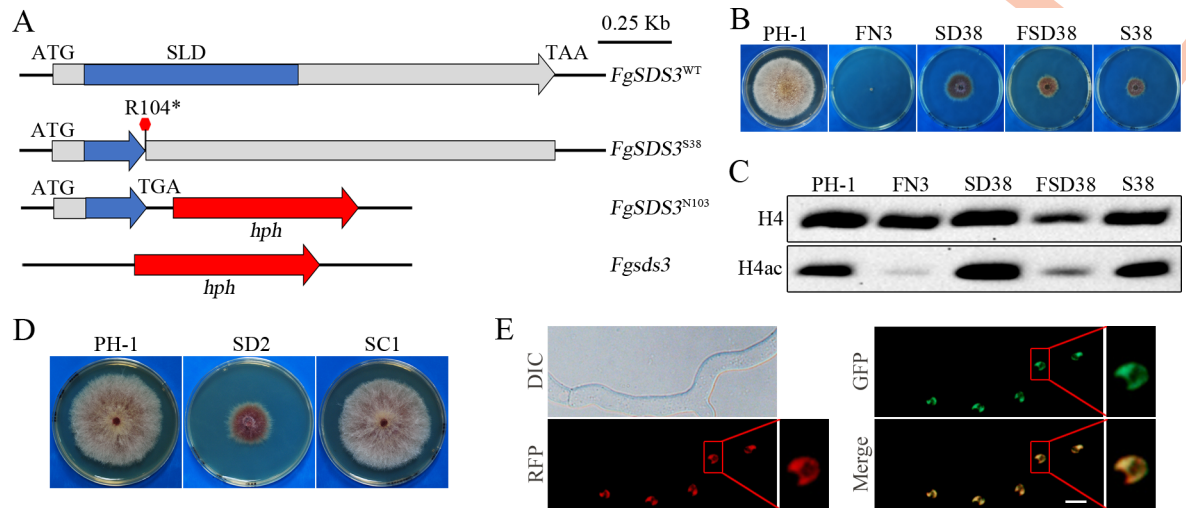 A
0.25 Kb
ATG
SLD
TAA
FgSDS3WT
R104*
ATG
FgSDS3S38
ATG
TGA
hph
FgSDS3N103
hph
Fgsds3
B
PH-1 FN3 SD38 FSD38 S38
C
PH-1 FN3 SD38 FSD38 S38
H4
H4ac
D
PH-1 SD2 SC1
E
DIC
GFP
RFP
Merge